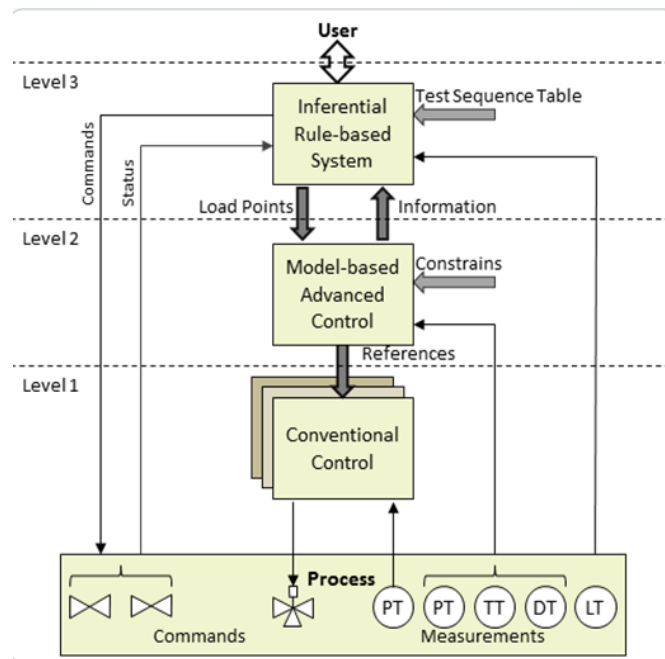 User
Level 3
Inferential
Rule-based
System
Test Sequence Table
Commands
Status
Load Points
Information
Level 2
Model-based
Advanced
Control
Constrains
References
Level 1
Conventional
Control
Process
PT
PT
TT
DT
LT
Commands
Measurements